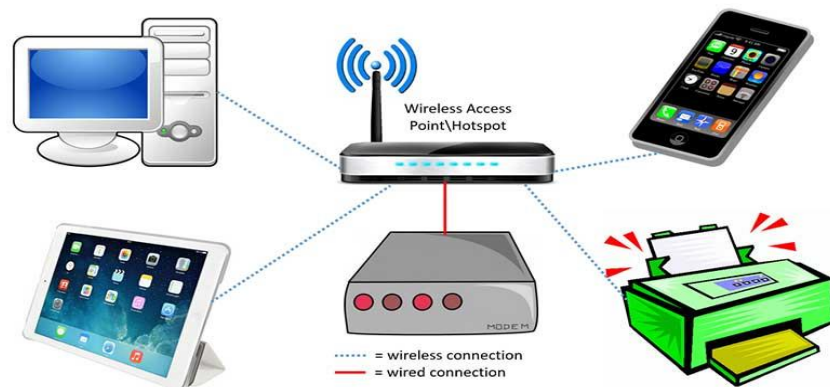 Wireless Access
Point\Hotspot
MODEM
= wireless connection
= wired connection